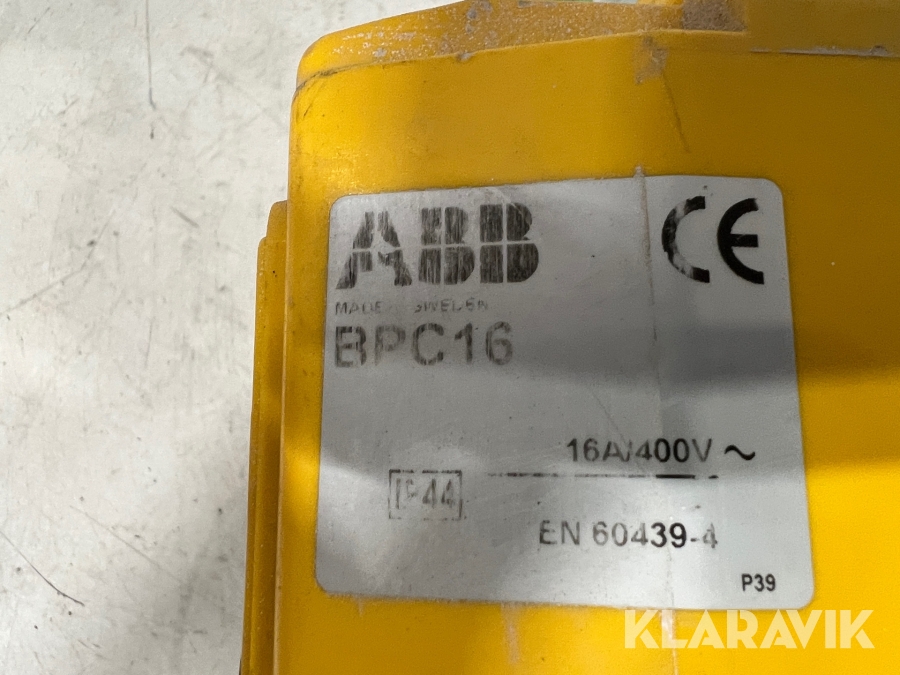 ABB
CE
MADE IN SWEDEN
BPC16
16A/400V ~
IP44
EN 60439-4
P39
KLARAVIK